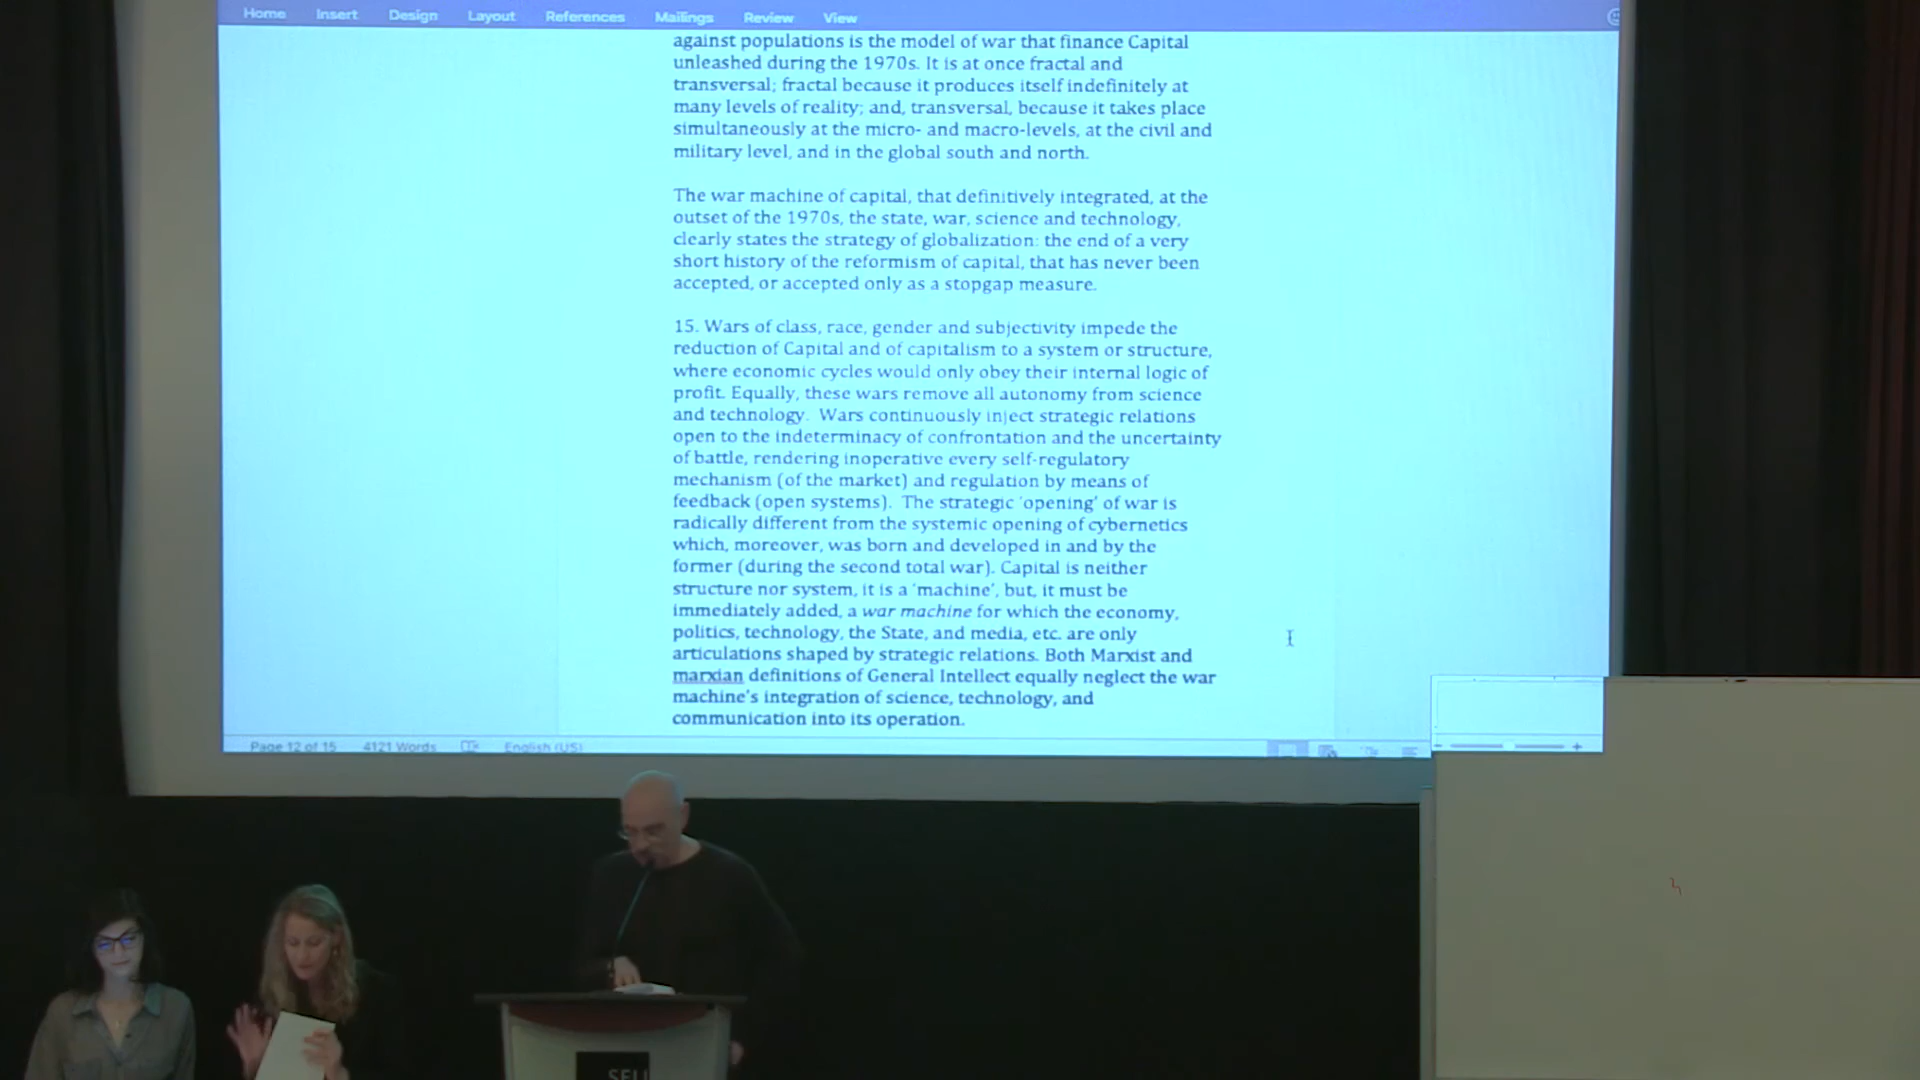 Home Insert Design Layout References Mailings Review View
against populations is the model of war that finance Capital
unleashed during the 1970s. It is at once fractal and
transversal; fractal because it produces itself indefinitely at
many levels of reality; and, transversal, because it takes place
simultaneously at the micro- and macro-levels, at the civil and
military level, and in the global south and north.
The war machine of capital, that definitively integrated, at the
outset of the 1970s, the state, war, science and technology,
clearly states the strategy of globalization: the end of a very
short history of the reformism of capital, that has never been
accepted, or accepted only as a stopgap measure.
15. Wars of class, race, gender and subjectivity impede the
reduction of Capital and of capitalism to a system or structure,
where economic cycles would only obey their internal logic of
profit. Equally, these wars remove all autonomy from science
and technology. Wars continuously inject strategic relations
open to the indeterminacy of confrontation and the uncertainty
of battle, rendering inoperative every self-regulatory
mechanism (of the market) and regulation by means of
feedback (open systems). The strategic ‘opening’ of war is
radically different from the systemic opening of cybernetics
which, moreover, was born and developed in and by the
former (during the second total war). Capital is neither
structure nor system, it is a ‘machine’, but, it must be
immediately added, a war machine for which the economy,
politics, technology, the State, and media, etc. are only
articulations shaped by strategic relations. Both Marxist and
marxian definitions of General Intellect equally neglect the war
machine’s integration of science, technology, and
communication into its operation.
Page 12 of 15 4121 Words English (US)
SFU